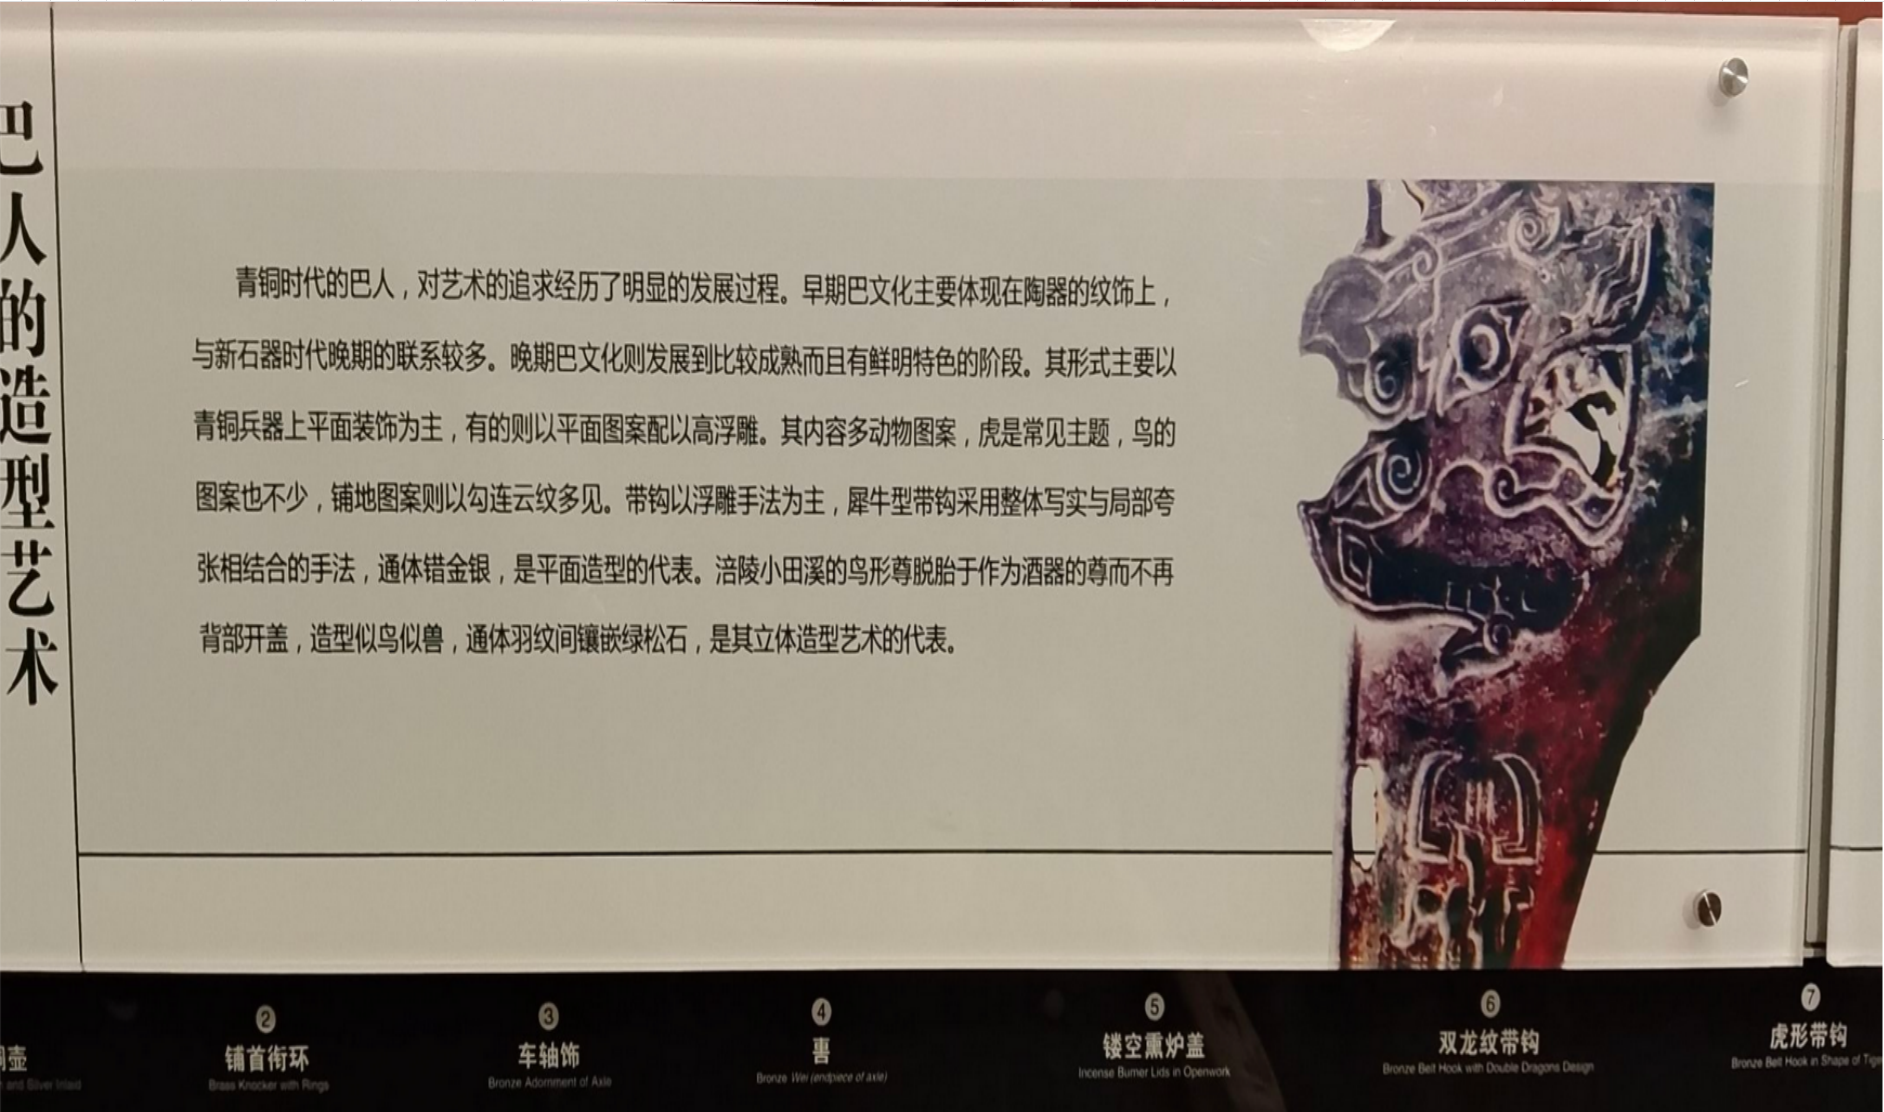 巴人的造型艺术
青铜时代的巴人，对艺术的追求经历了明显的发展过程。早期巴文化主要体现在陶器的纹饰上，
与新石器时代晚期的联系较多。晚期巴文化则发展到比较成熟而且有鲜明特色的阶段。其形式主要以
青铜兵器上平面装饰为主，有的则以平面图案配以高浮雕。其内容多动物图案，虎是常见主题，鸟的
图案也不少，铺地图案则以勾连云纹多见。带钩以浮雕手法为主，犀牛型带钩采用整体写实与局部夸
张相结合的手法，通体错金银，是平面造型的代表。涪陵小田溪的鸟形尊脱胎于作为酒器的尊而不再
背部开盖，造型似鸟似兽，通体羽纹间镶嵌绿松石，是其立体造型艺术的代表。
壶
and Silver Inlaid
2
铺首衔环
Brass Knocker with Rings
3
车轴饰
Bronze Adornment of Axle
4
軎
Bronze Wei (endpiece of axle)
5
镂空熏炉盖
Incense Burner Lids in Openwork
6
双龙纹带钩
Bronze Belt Hook with Double Dragons Design
7
虎形带钩
Bronze Belt Hook in Shape of